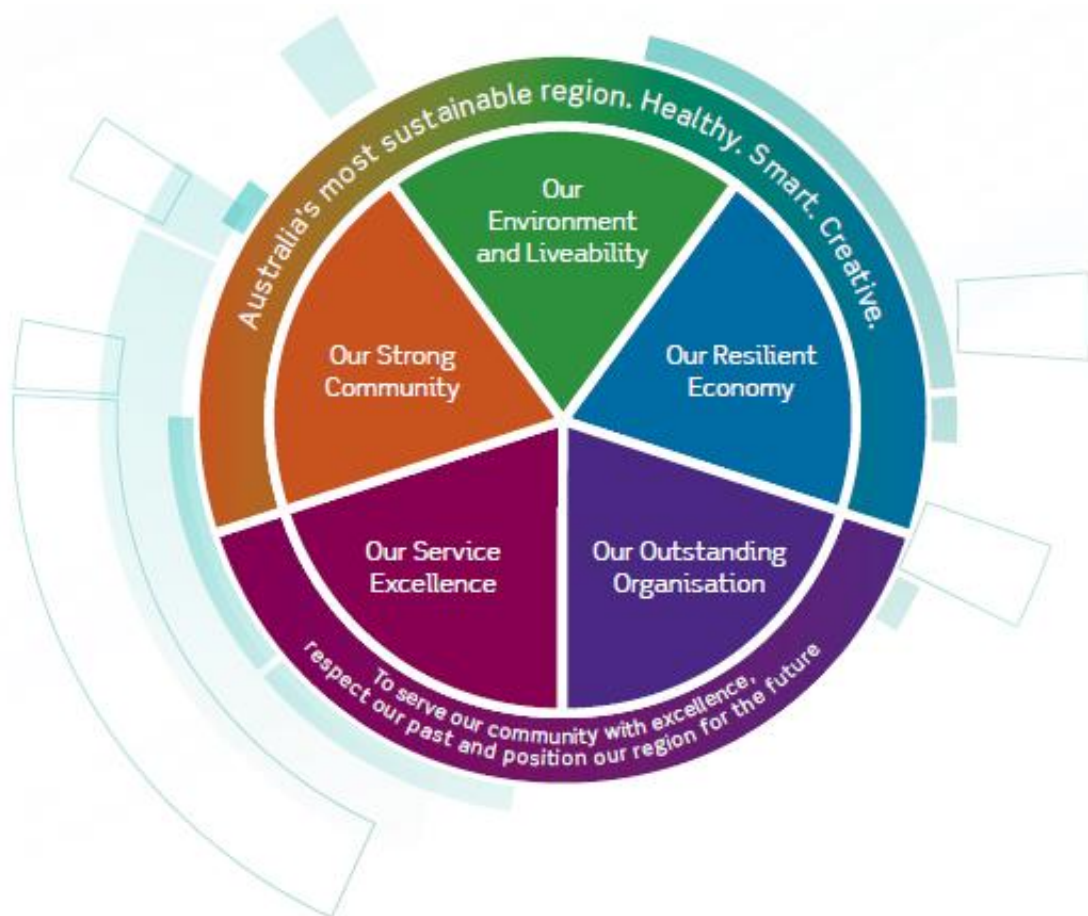 Australia's most sustainable region. Healthy. Smart. Creative.
Our
Environment
and Liveability
Our Strong
Community
Our Resilient
Economy
Our Service
Excellence
Our Outstanding
Organisation
To serve our community with excellence,
respect our past and position our region for the future